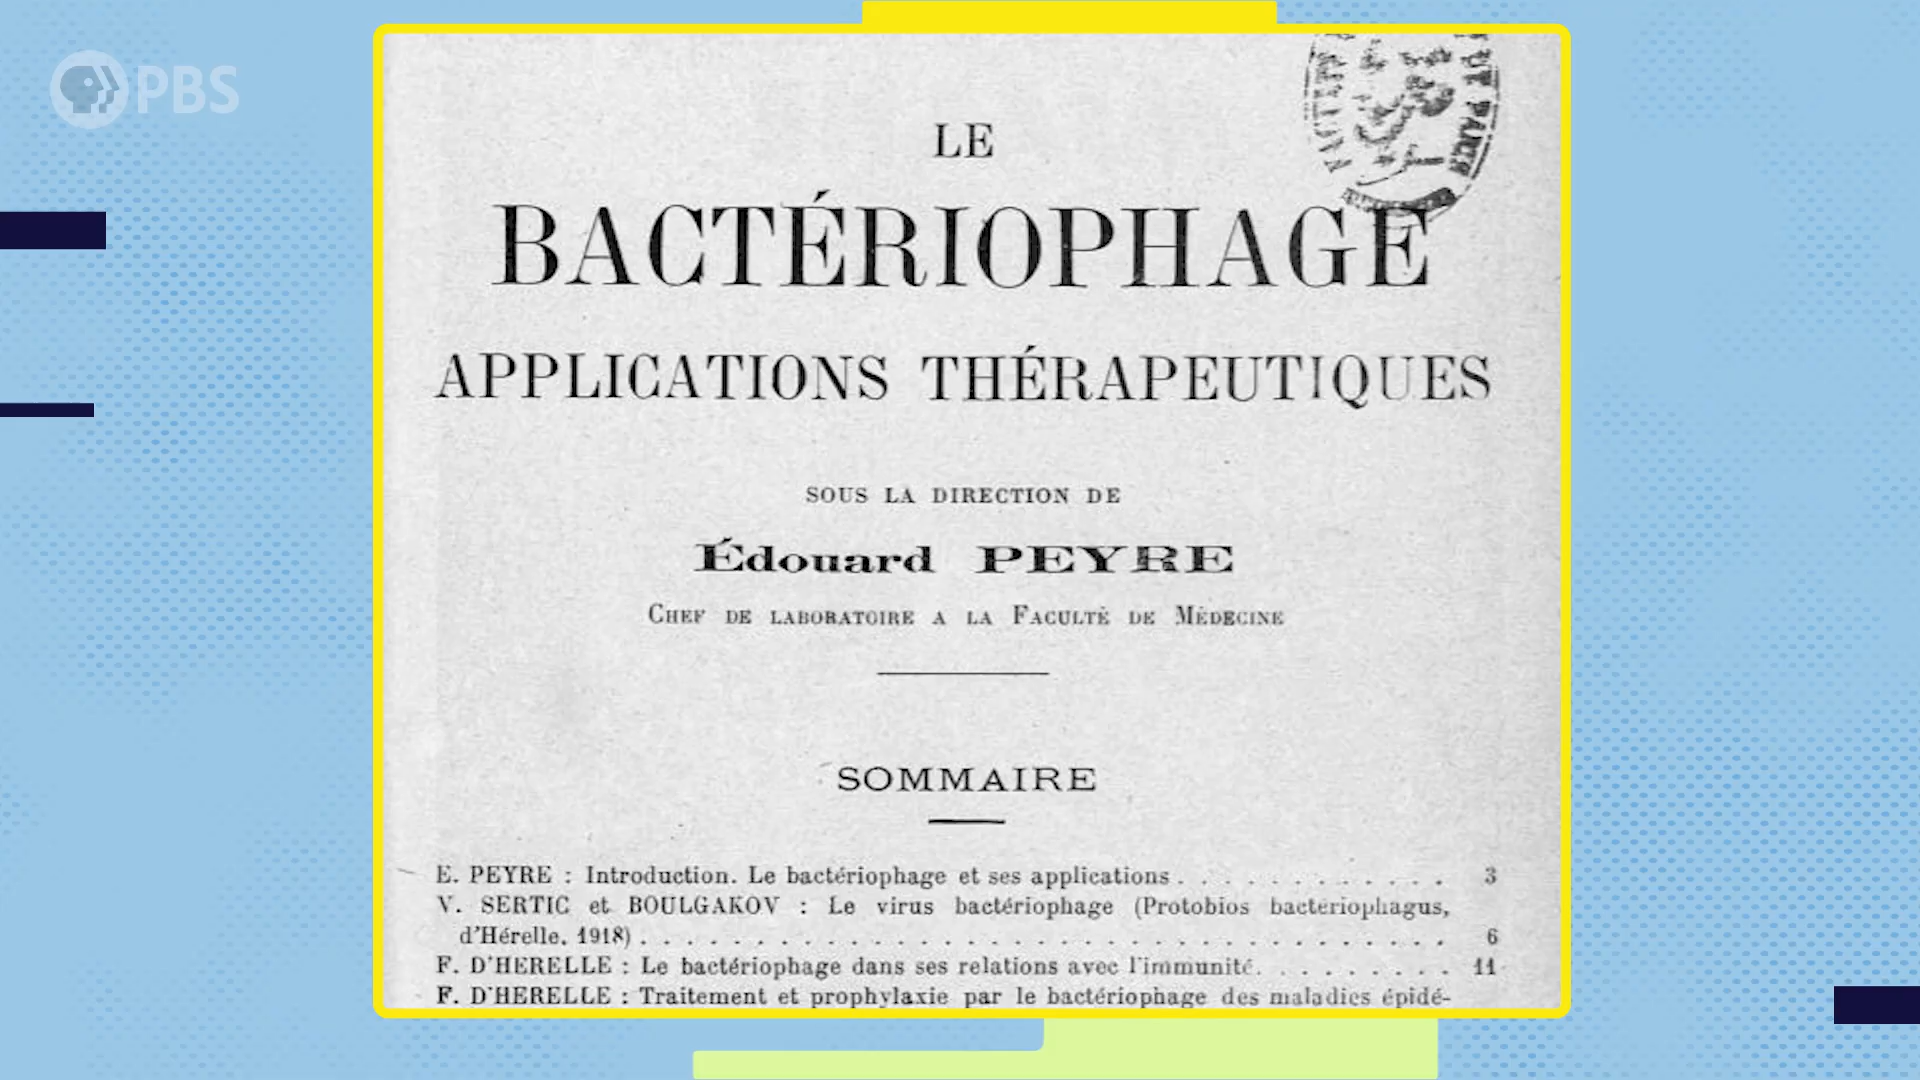 PBS
LE
BACTÉRIOPHAGE
APPLICATIONS THÉRAPEUTIQUES
SOUS LA DIRECTION DE
Édouard PEYRE
CHEF DE LABORATOIRE A LA FACULTÉ DE MÉDECINE
SOMMAIRE
E. PEYRE : Introduction. Le bactériophage et ses applications . . . . . . . . . . . 3
V. SERTIC et BOULGAKOV : Le virus bactériophage (Protobios bacteriophagus,
d'Hérelle. 1918) . . . . . . . . . . . . . . . . . . . . . . . . . . 6
F. D'HERELLE : Le bactériophage dans ses relations avec l'immunité. . . . . . . . . 11
F. D'HERELLE : Traitement et prophylaxie par le bactériophage des maladies épidé-